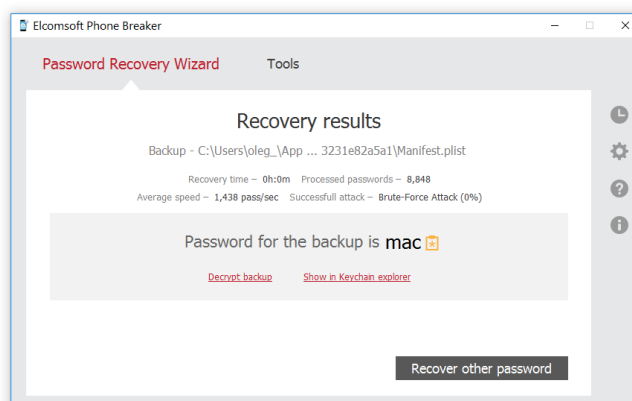 Elcomsoft Phone Breaker
Password Recovery Wizard Tools
Recovery results
Backup - C:\Users\oleg_\App ... 3231e82a5a1\Manifest.plist
Recovery time – 0h:0m Processed passwords – 8,848
Average speed – 1,438 pass/sec Successfull attack – Brute-Force Attack (0%)
Password for the backup is mac
Decrypt backup Show in Keychain explorer
Recover other password